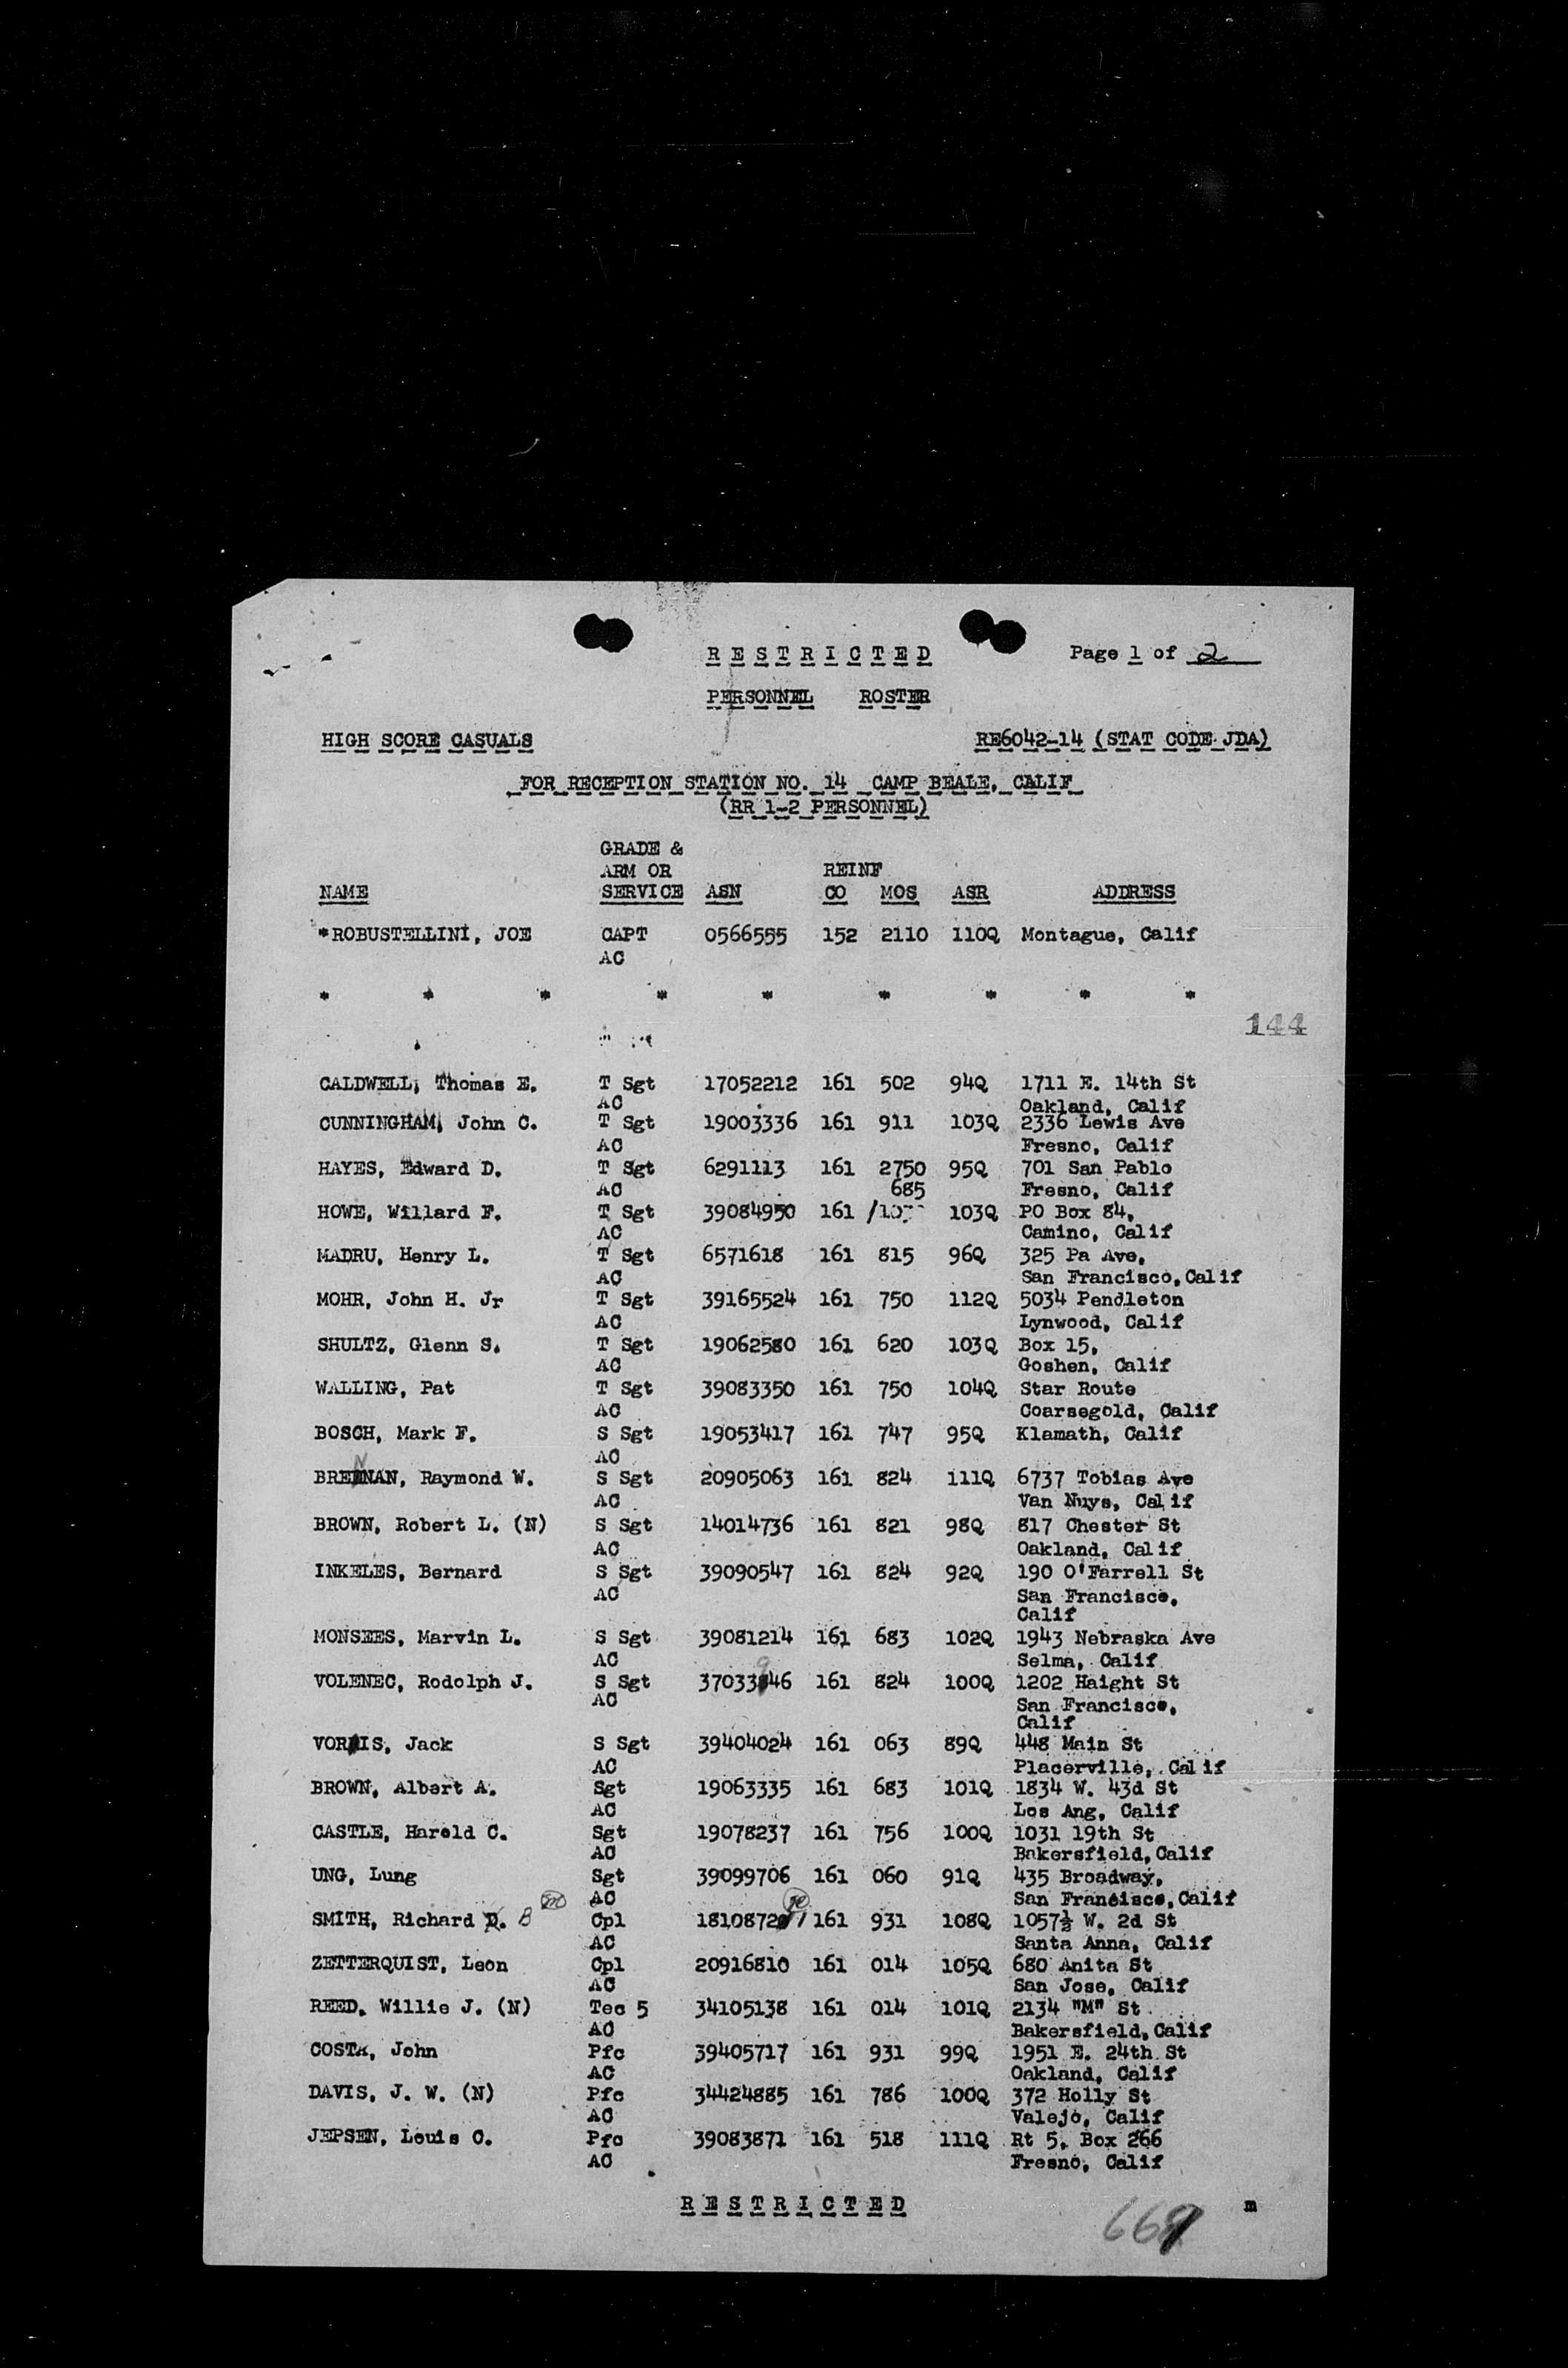 RESTRICTED Page 1 of 2
PERSONNEL ROSTER
HIGH SCORE CASUALS RE6042-14 (STAT CODE JDA)
FOR RECEPTION STATION NO. 14 CAMP BEALE, CALIF
(RR 1-2 PERSONNEL)
GRADE &
ARM OR REINF
NAME SERVICE ASN CO MOS ASR ADDRESS
*ROBUSTELLINI, JOE CAPT 0566555 152 2110 110Q Montague, Calif
AC
* * * * * * * * *
144
CALDWELL, Thomas E. T Sgt 17052212 161 502 94Q 1711 E. 14th St
AC Oakland, Calif
CUNNINGHAM, John C. T Sgt 19003336 161 911 103Q 2336 Lewis Ave
AC Fresno, Calif
HAYES, Edward D. T Sgt 6291113 161 2750 95Q 701 San Pablo
AC 685 Fresno, Calif
HOWE, Willard F. T Sgt 39084950 161 103Q PO Box 84,
AC Camino, Calif
MADRU, Henry L. T Sgt 6571618 161 815 96Q 325 Pa Ave,
AC San Francisco, Calif
MOHR, John H. Jr T Sgt 39165524 161 750 112Q 5034 Pendleton
AC Lynwood, Calif
SHULTZ, Glenn S. T Sgt 19062580 161 620 103Q Box 15,
AC Goshen, Calif
WALLING, Pat T Sgt 39083350 161 750 104Q Star Route
AC Coarsegold, Calif
BOSCH, Mark F. S Sgt 19053417 161 747 95Q Klamath, Calif
AC
BRENNAN, Raymond W. S Sgt 20905063 161 824 111Q 6737 Tobias Ave
AC Van Nuys, Calif
BROWN, Robert L. (N) S Sgt 14014736 161 821 98Q 817 Chester St
AC Oakland, Calif
INKELES, Bernard S Sgt 39090547 161 824 92Q 190 O'Farrell St
AC San Francisco,
Calif
MONSEES, Marvin L. S Sgt 39081214 161 683 102Q 1943 Nebraska Ave
AC Selma, Calif
VOLENEC, Rodolph J. S Sgt 37033946 161 824 100Q 1202 Haight St
AC San Francisco,
Calif
Jack S Sgt 39404024 161 063 89Q 448 Main St
AC Placerville, Calif
BROWN, Albert A. Sgt 19063335 161 683 101Q 1834 W. 43d St
AC Los Ang, Calif
CASTLE, Harold C. Sgt 19078237 161 756 100Q 1031 19th St
AC Bakersfield, Calif
UNG, Lung Sgt 39099706 161 060 91Q 435 Broadway,
AC San Francisco, Calif
SMITH, Richard D. B Cpl 161 931 108Q 1057½ W. 2d St
AC Santa Anna, Calif
ZETTERQUIST, Leon Cpl 20916810 161 014 105Q 680 Anita St
AC San Jose, Calif
REED, Willie J. (N) Tec 5 34105138 161 014 101Q 2134 "M" St
AC Bakersfield, Calif
COSTA, John Pfc 39405717 161 931 99Q 1951 E. 24th St
AC Oakland, Calif
DAVIS, J. W. (N) Pfc 34424885 161 786 100Q 372 Holly St
AC Valejo, Calif
JEPSEN, Louis C. Pfc 39083871 161 518 111Q Rt 5, Box 266
AC Fresno, Calif
RESTRICTED m